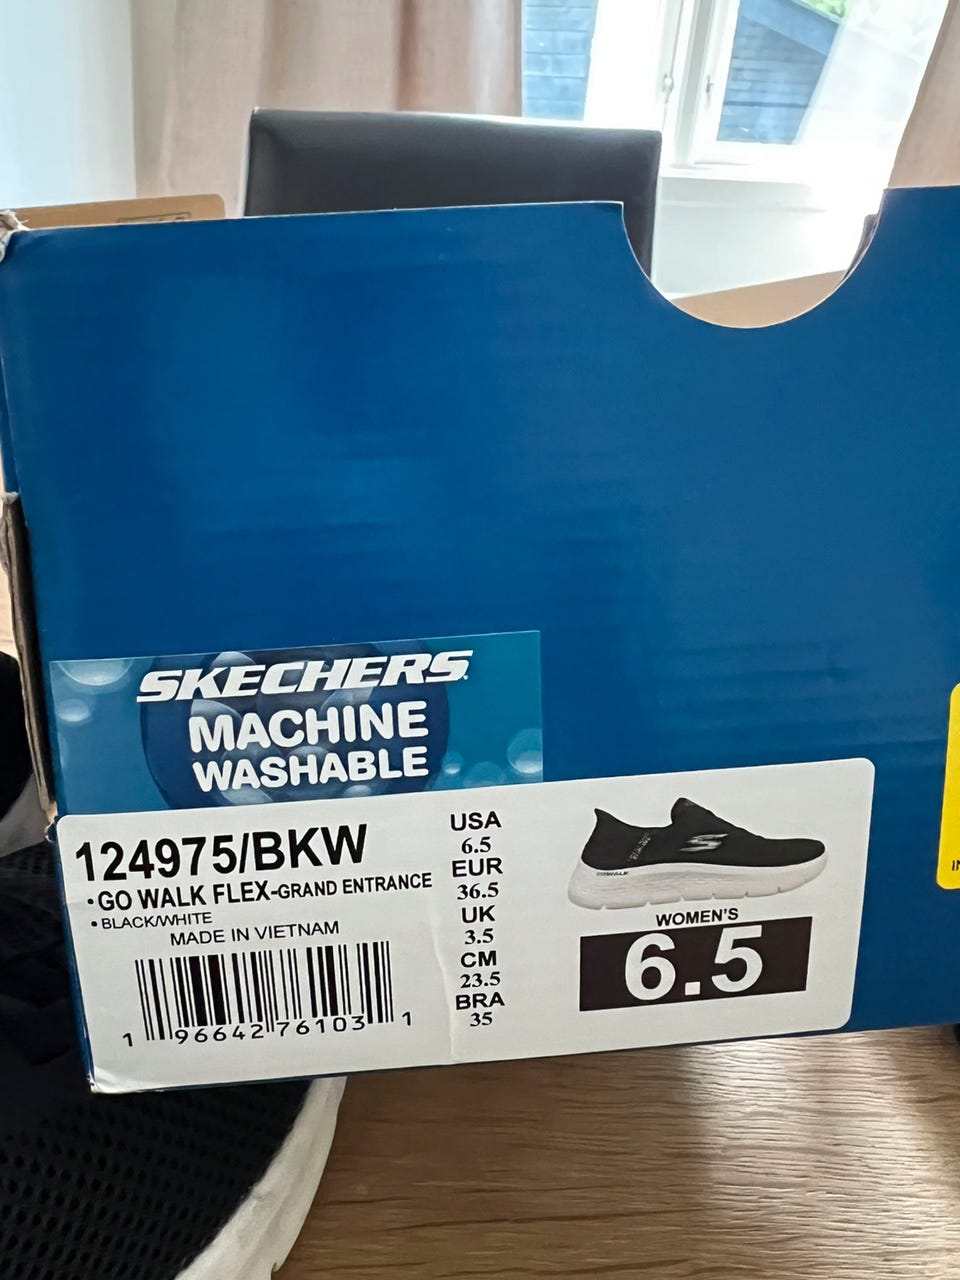 SKECHERS
MACHINE
WASHABLE
124975/BKW
•GO WALK FLEX-GRAND ENTRANCE
•BLACK/WHITE
MADE IN VIETNAM
1 96642 76103 1
USA
6.5
EUR
36.5
UK
3.5
CM
23.5
BRA
35
WOMEN'S
6.5